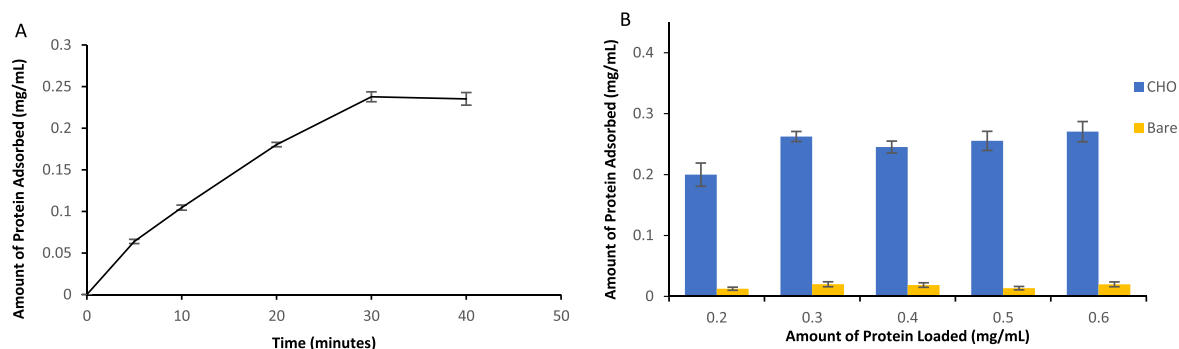 A
Amount of Protein Adsorbed (mg/mL)
0.3
0.25
0.2
0.15
0.1
0.05
0
0 10 20 30 40 50
Time (minutes)
B
Amount of Protein Adsorbed (mg/mL)
0.4
0.3
0.2
0.1
0
0.2 0.3 0.4 0.5 0.6
Amount of Protein Loaded (mg/mL)
CHO
Bare